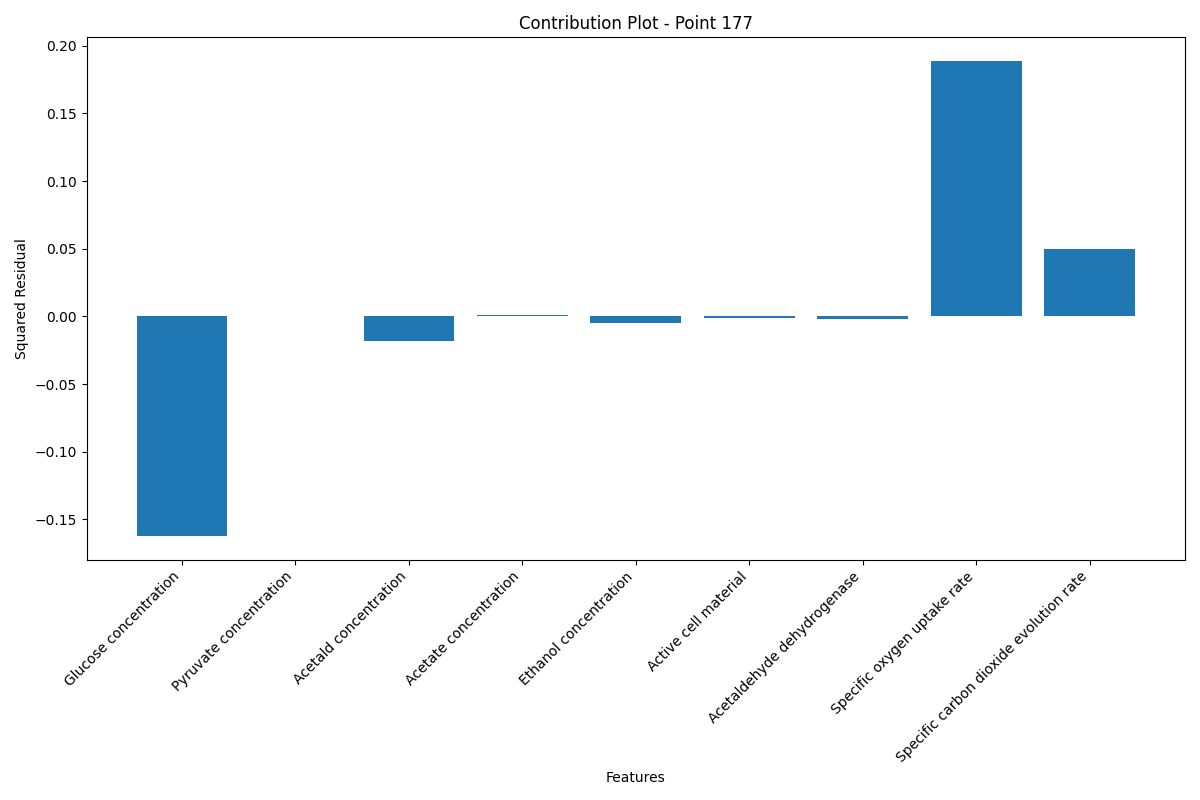 Contribution Plot - Point 177
Squared Residual
0.20
0.15
0.10
0.05
0.00
−0.05
−0.10
−0.15
Glucose concentration
Pyruvate concentration
Acetald concentration
Acetate concentration
Ethanol concentration
Active cell material
Acetaldehyde dehydrogenase
Specific oxygen uptake rate
Specific carbon dioxide evolution rate
Features